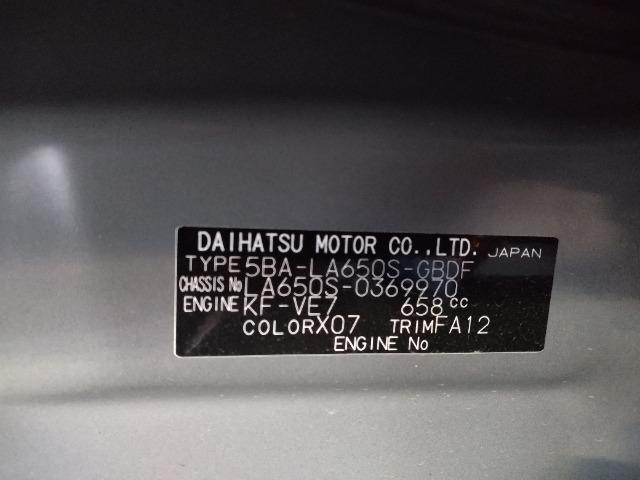 DAIHATSU MOTOR CO.,LTD. JAPAN
TYPE 5BA-LA650S-GBDF
CHASSIS No LA650S-0369970
ENGINE KF-VE7 658cc
COLOR X07 TRIM FA12
ENGINE No